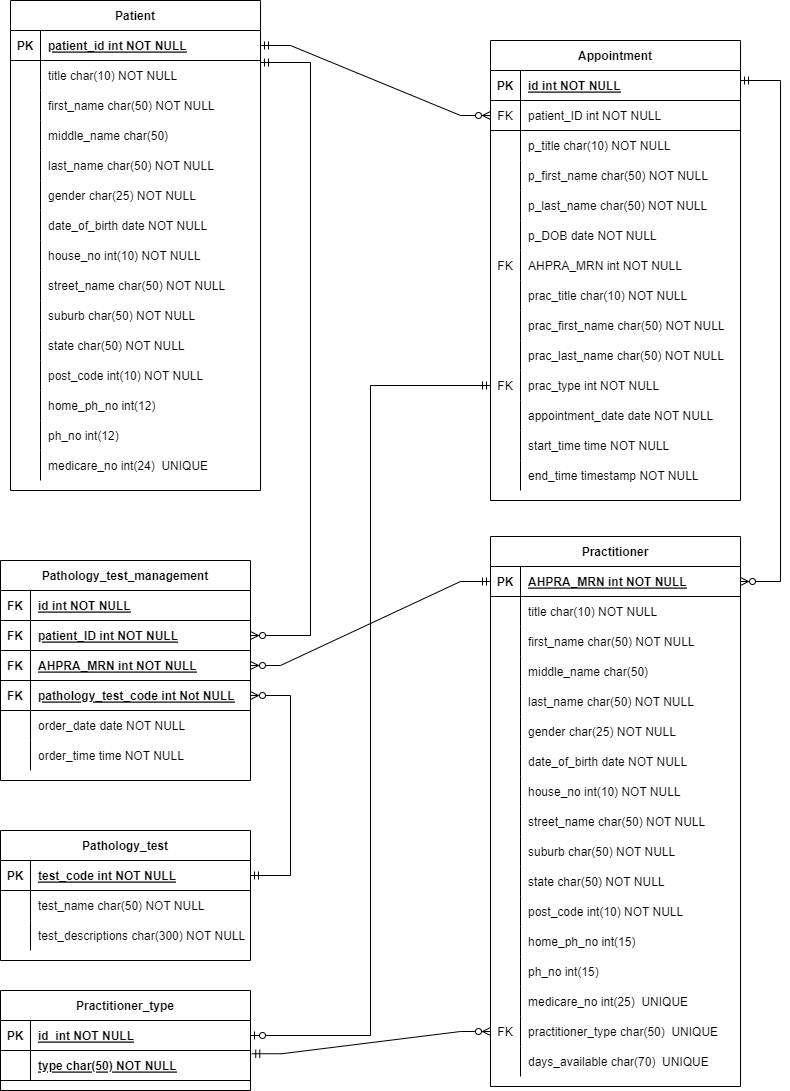 Patient
PK patient_id int NOT NULL
title char(10) NOT NULL
first_name char(50) NOT NULL
middle_name char(50)
last_name char(50) NOT NULL
gender char(25) NOT NULL
date_of_birth date NOT NULL
house_no int(10) NOT NULL
street_name char(50) NOT NULL
suburb char(50) NOT NULL
state char(50) NOT NULL
post_code int(10) NOT NULL
home_ph_no int(12)
ph_no int(12)
medicare_no int(24)  UNIQUE
Appointment
PK id int NOT NULL
FK patient_ID int NOT NULL
p_title char(10) NOT NULL
p_first_name char(50) NOT NULL
p_last_name char(50) NOT NULL
p_DOB date NOT NULL
FK AHPRA_MRN int NOT NULL
prac_title char(10) NOT NULL
prac_first_name char(50) NOT NULL
prac_last_name char(50) NOT NULL
FK prac_type int NOT NULL
appointment_date date NOT NULL
start_time time NOT NULL
end_time timestamp NOT NULL
Pathology_test_management
FK id int NOT NULL
FK patient_ID int NOT NULL
FK AHPRA_MRN int NOT NULL
FK pathology_test_code int Not NULL
order_date date NOT NULL
order_time time NOT NULL
Pathology_test
PK test_code int NOT NULL
test_name char(50) NOT NULL
test_descriptions char(300) NOT NULL
Practitioner_type
PK id  int NOT NULL
type char(50) NOT NULL
Practitioner
PK AHPRA_MRN int NOT NULL
title char(10) NOT NULL
first_name char(50) NOT NULL
middle_name char(50)
last_name char(50) NOT NULL
gender char(25) NOT NULL
date_of_birth date NOT NULL
house_no int(10) NOT NULL
street_name char(50) NOT NULL
suburb char(50) NOT NULL
state char(50) NOT NULL
post_code int(10) NOT NULL
home_ph_no int(15)
ph_no int(15)
medicare_no int(25)  UNIQUE
FK practitioner_type char(50)  UNIQUE
days_available char(70)  UNIQUE